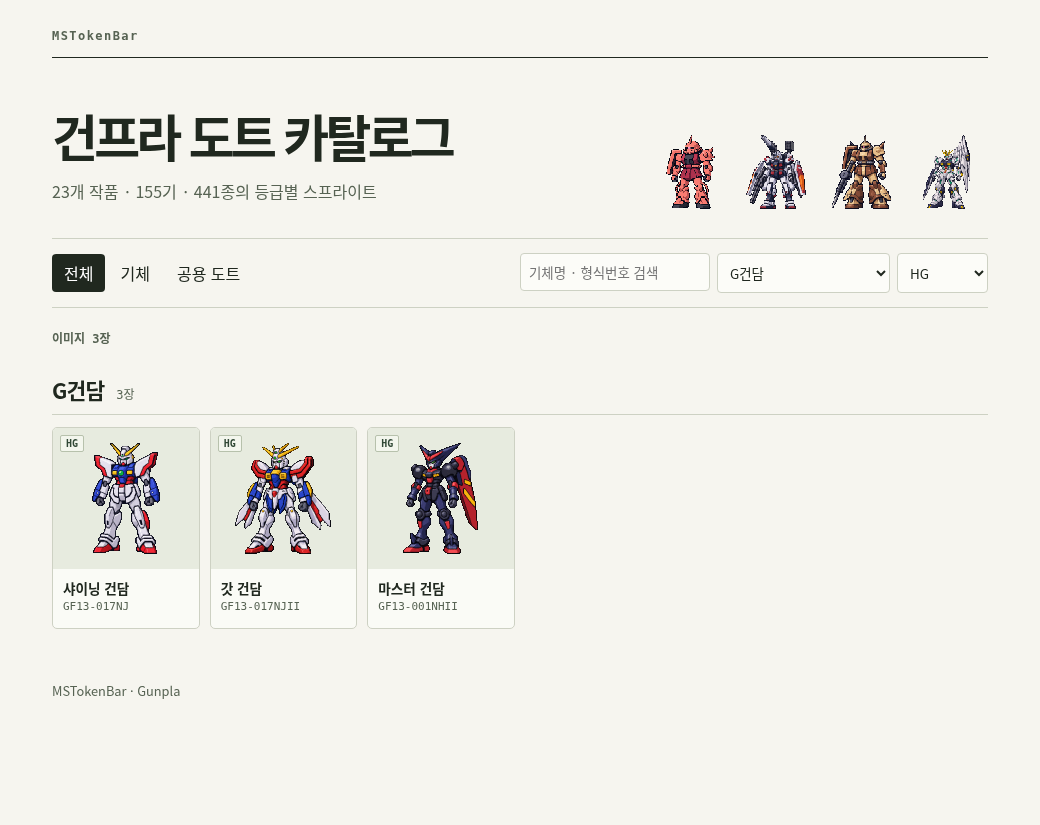 MSTokenBar
건프라 도트 카탈로그
23개 작품 · 155기 · 441종의 등급별 스프라이트
전체 기체 공용 도트 기체명 · 형식번호 검색 G건담 HG
이미지 3장
G건담 3장
HG HG HG
샤이닝 건담 갓 건담 마스터 건담
GF13-017NJ GF13-017NJII GF13-001NHII
MSTokenBar · Gunpla